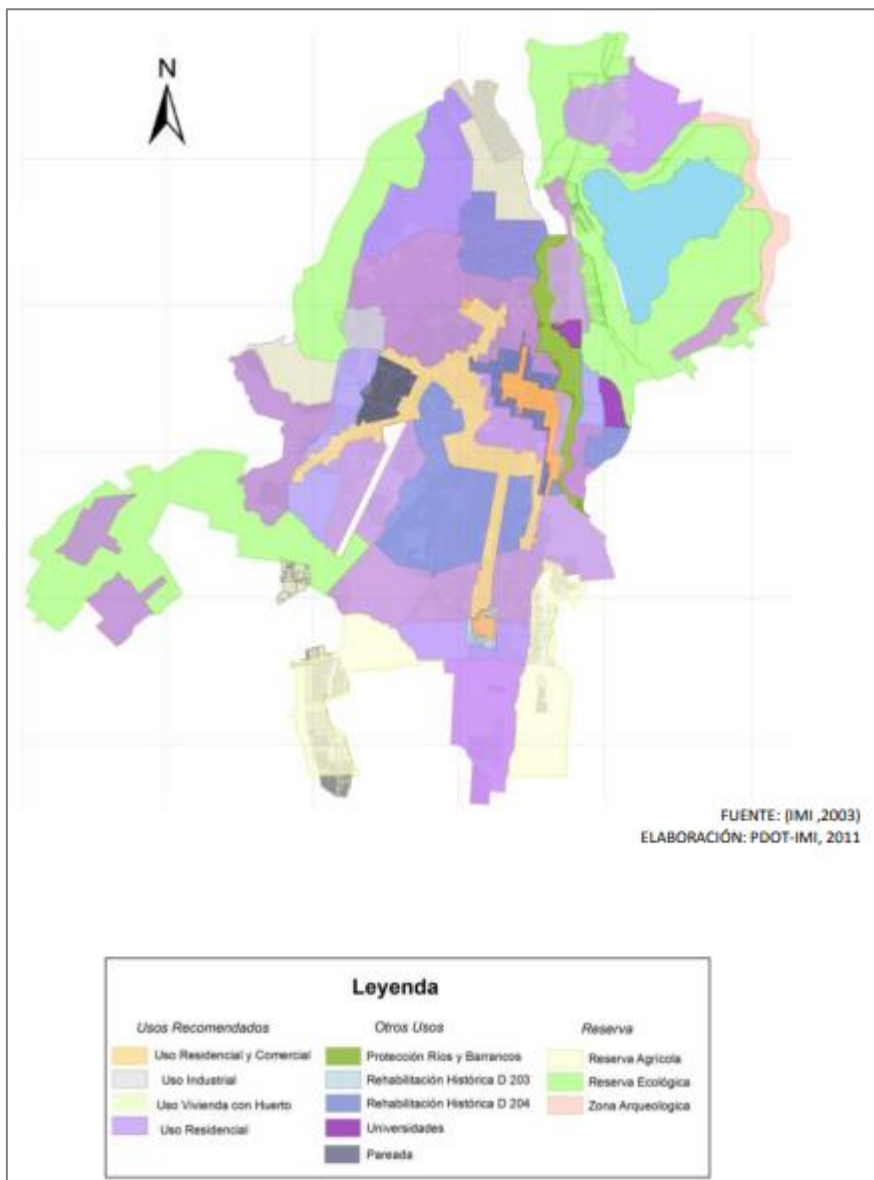 N
FUENTE: (IMI ,2003)
ELABORACIÓN: PDOT-IMI, 2011
Leyenda
Usos Recomendados
Uso Residencial y Comercial
Uso Industrial
Uso Vivienda con Huerto
Uso Residencial
Otros Usos
Protección Ríos y Barrancos
Rehabilitación Histórica D 203
Rehabilitación Histórica D 204
Universidades
Pareada
Reserva
Reserva Agrícola
Reserva Ecológica
Zona Arqueologica